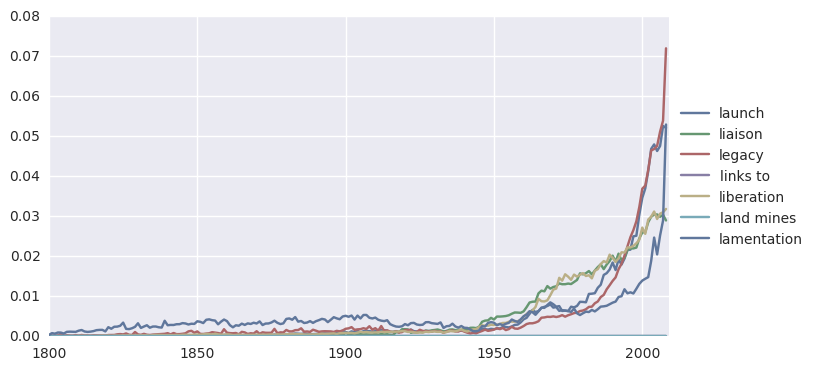 0.08
0.07
0.06
0.05
0.04
0.03
0.02
0.01
0.00
1800 1850 1900 1950 2000
launch
liaison
legacy
links to
liberation
land mines
lamentation